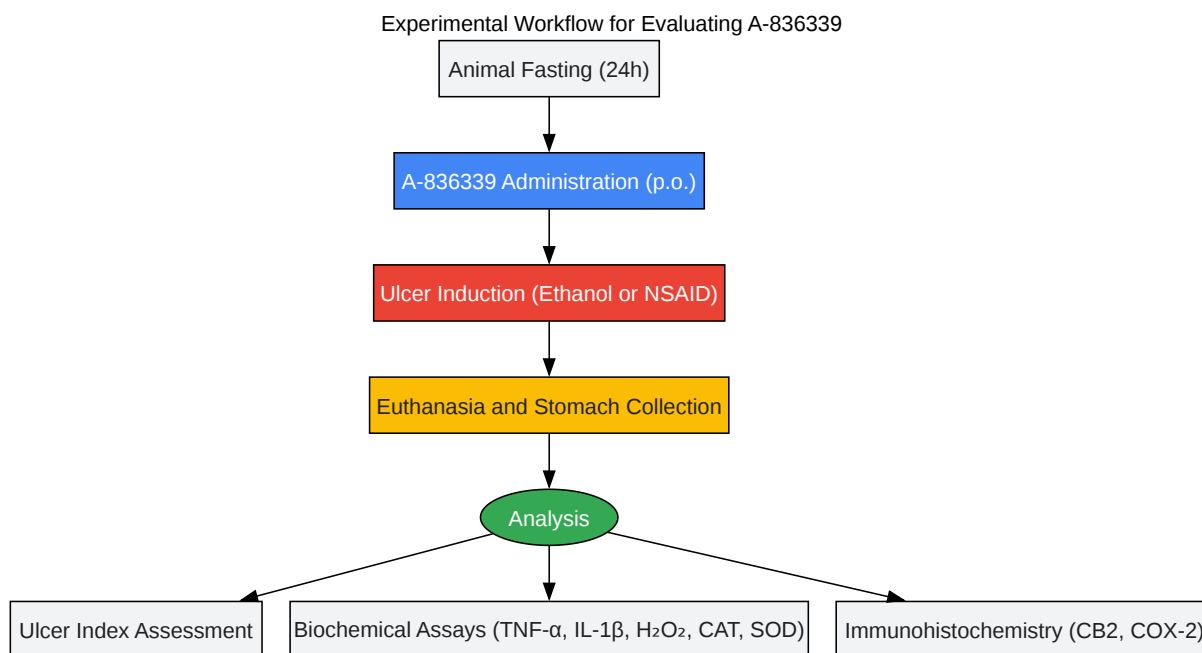 Experimental Workflow for Evaluating A-836339
Animal Fasting (24h)
A-836339 Administration (p.o.)
Ulcer Induction (Ethanol or NSAID)
Euthanasia and Stomach Collection
Analysis
Ulcer Index Assessment
Biochemical Assays (TNF-α, IL-1β, H₂O₂, CAT, SOD)
Immunohistochemistry (CB2, COX-2)